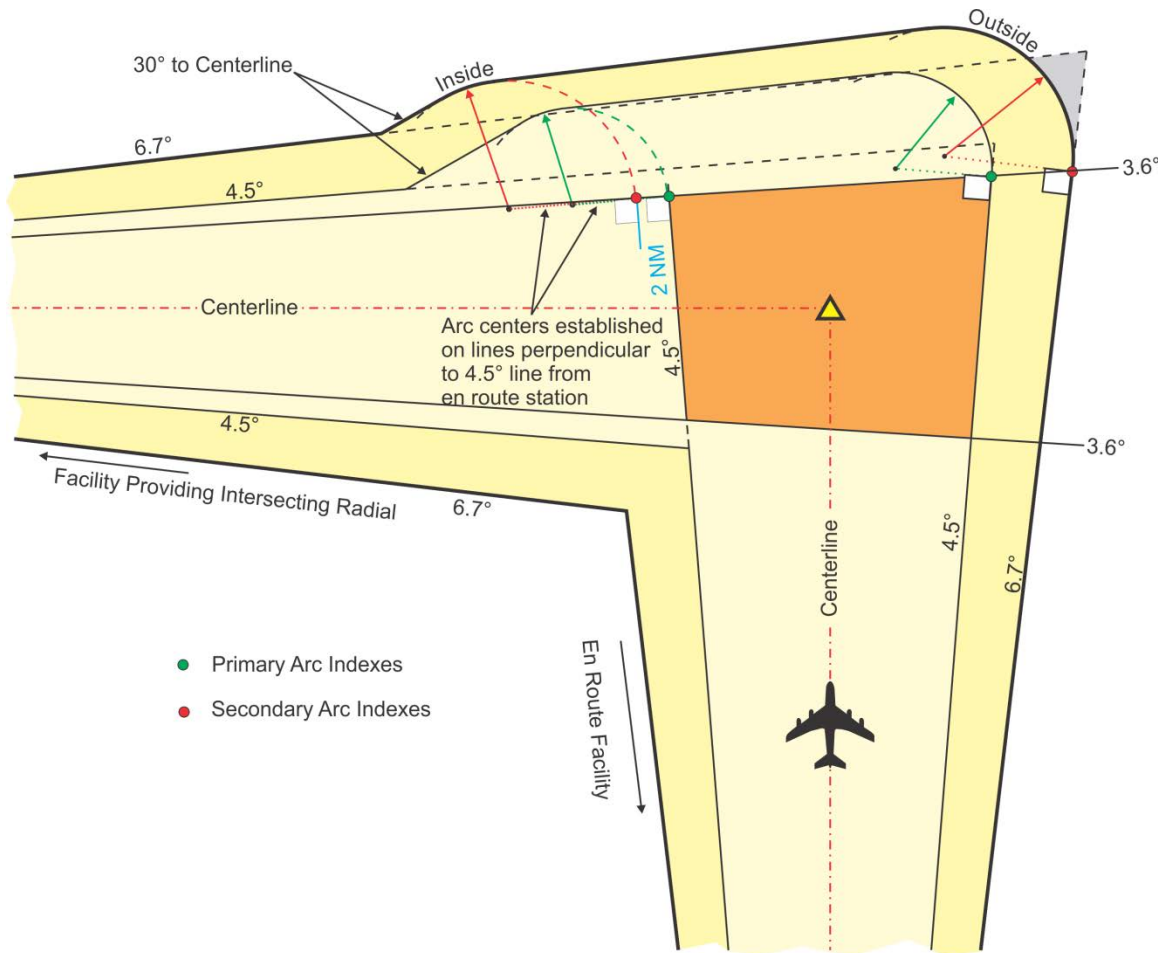 Outside
30° to Centerline
Inside
6.7°
3.6°
4.5°
2 NM
Centerline
Arc centers established
on lines perpendicular
to 4.5° line from
en route station
4.5°
4.5°
3.6°
Facility Providing Intersecting Radial
6.7°
4.5°
6.7°
Centerline
En Route Facility
Primary Arc Indexes
Secondary Arc Indexes